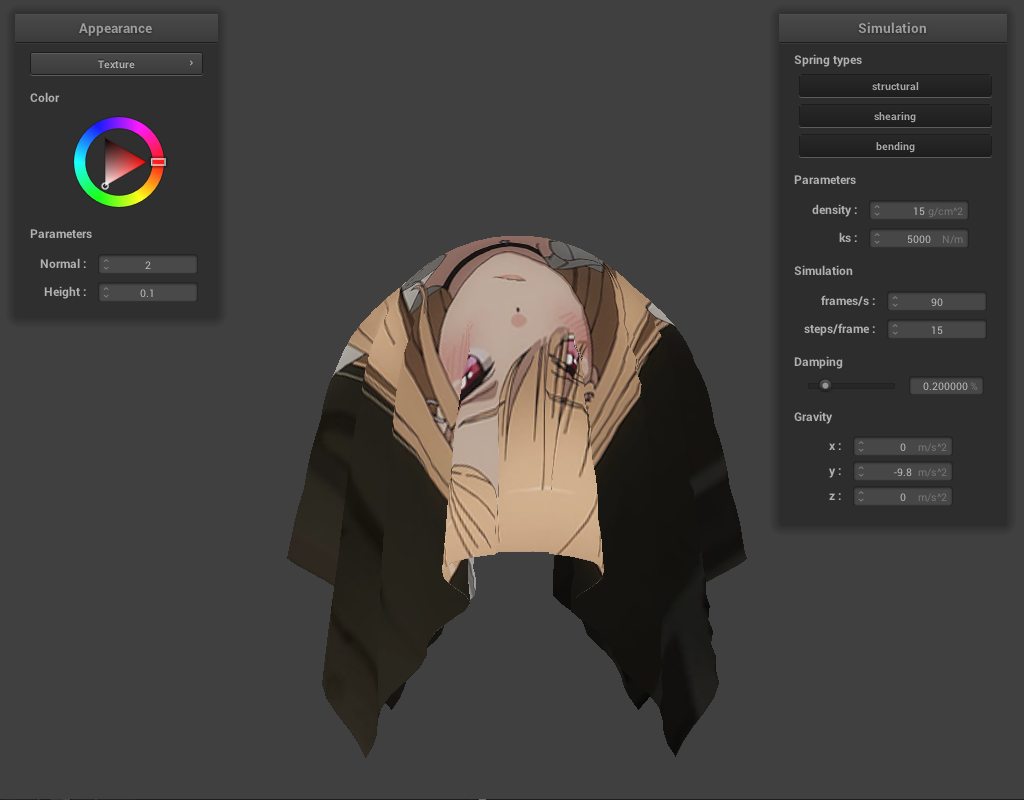 Appearance
Texture
Color
Parameters
Normal : 2
Height : 0.1
Simulation
Spring types
structural
shearing
bending
Parameters
density : 15 g/cm^2
ks : 5000 N/m
Simulation
frames/s : 90
steps/frame : 15
Damping
0.200000 %
Gravity
x : 0 m/s^2
y : -9.8 m/s^2
z : 0 m/s^2